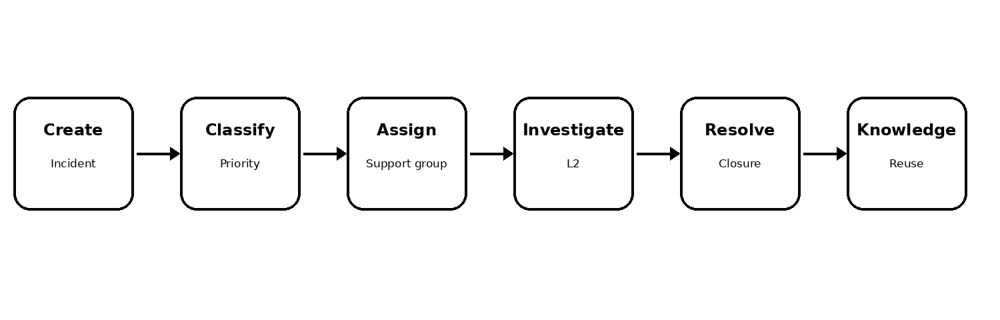 Create
Incident
Classify
Priority
Assign
Support group
Investigate
L2
Resolve
Closure
Knowledge
Reuse